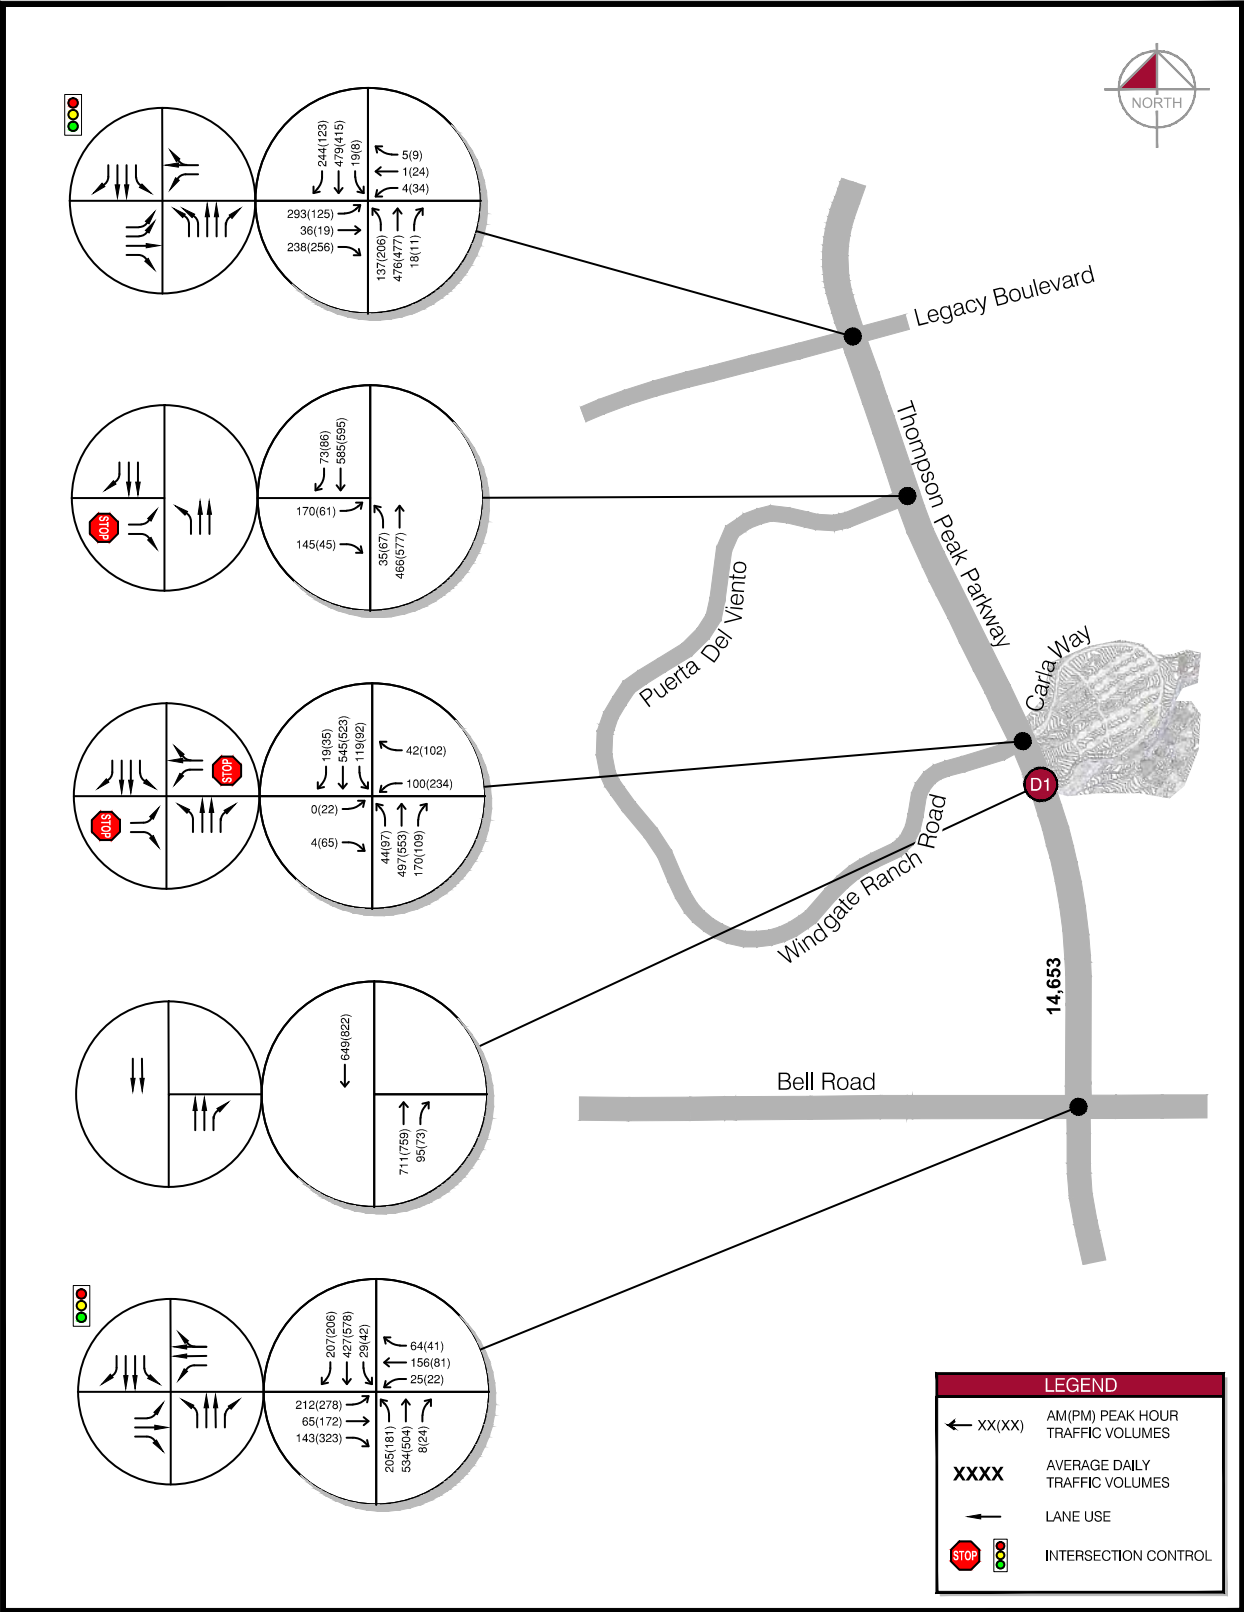 NORTH
244(123)
479(415)
19(8)
5(9)
1(24)
4(34)
293(125)
36(19)
238(256)
137(206)
476(477)
18(11)
Legacy Boulevard
Thompson Peak Parkway
73(86)
585(595)
170(61)
145(45)
35(67)
466(577)
STOP
Puerta Del Viento
Carla Way
19(35)
545(523)
119(92)
42(102)
100(234)
0(22)
4(65)
44(97)
497(553)
170(109)
STOP
STOP
D1
Windgate Ranch Road
14,653
649(822)
711(759)
95(73)
Bell Road
207(206)
427(578)
29(42)
64(41)
156(81)
25(22)
212(278)
65(172)
143(323)
205(181)
534(504)
8(24)
LEGEND
XX(XX)
AM(PM) PEAK HOUR
TRAFFIC VOLUMES
XXXX
AVERAGE DAILY
TRAFFIC VOLUMES
LANE USE
STOP
INTERSECTION CONTROL